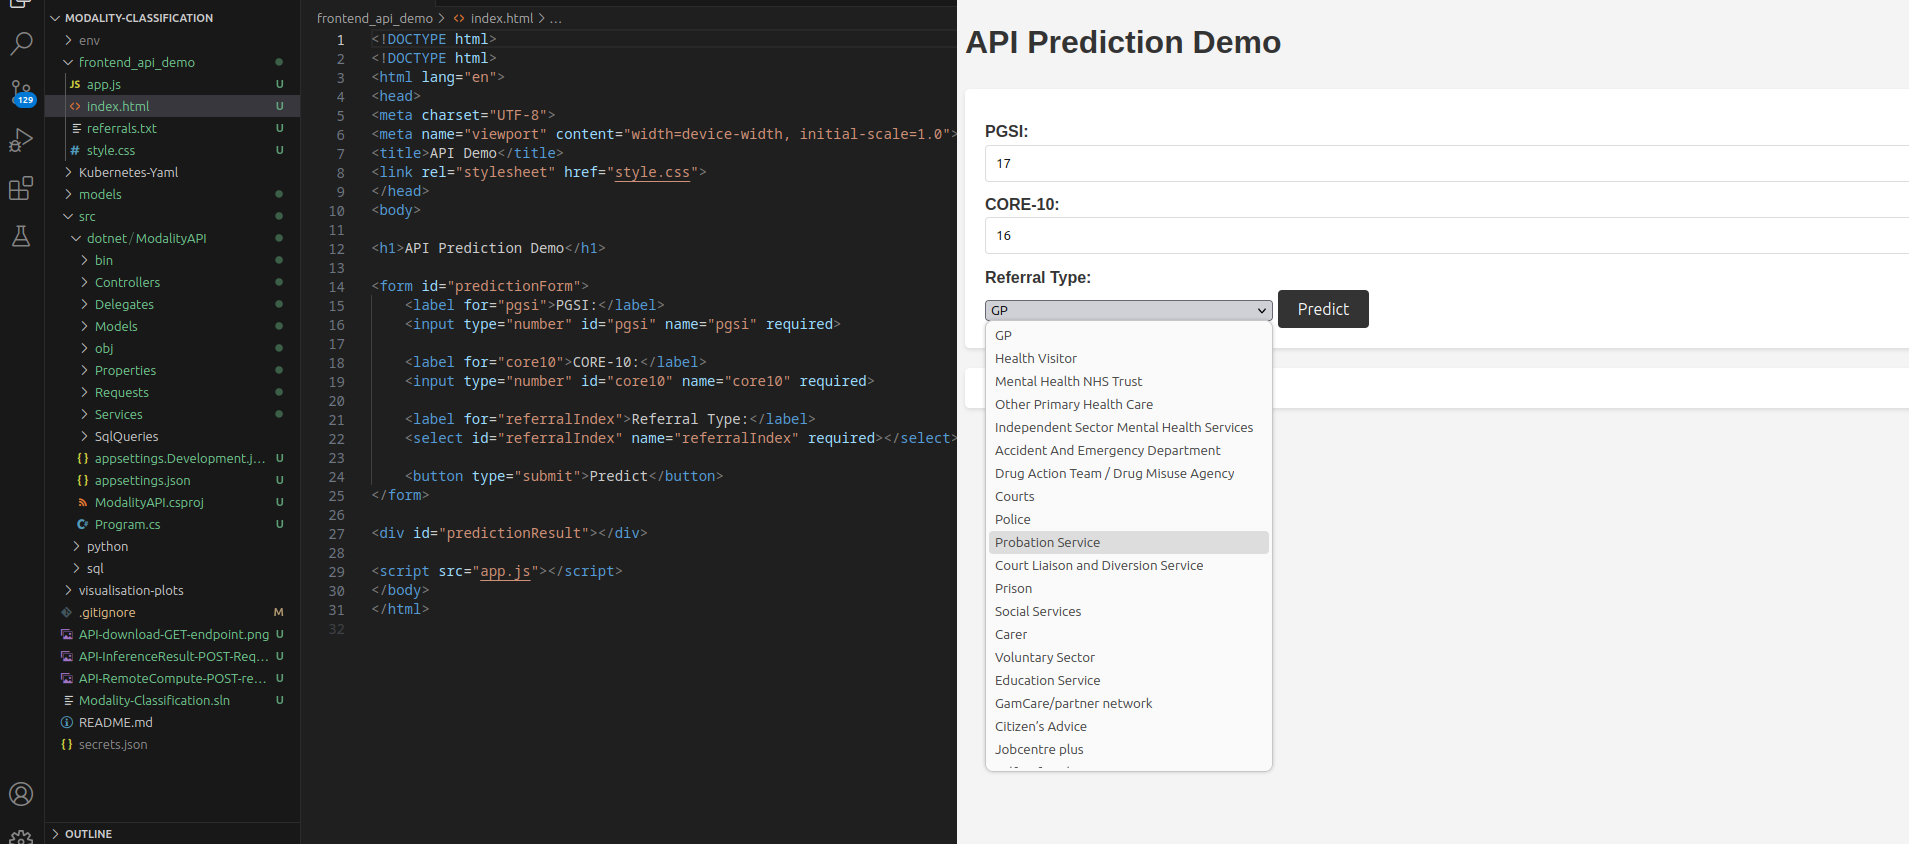 MODALITY-CLASSIFICATION
env
frontend_api_demo
JS app.js U
<> index.html U
referrals.txt U
# style.css U
Kubernetes-Yaml
models
src
dotnet / ModalityAPI
bin
Controllers
Delegates
Models
obj
Properties
Requests
Services
SqlQueries
{} appsettings.Development.j... U
{} appsettings.json U
ModalityAPI.csproj U
Program.cs U
python
sql
visualisation-plots
.gitignore M
API-download-GET-endpoint.png U
API-InferenceResult-POST-Req... U
API-RemoteCompute-POST-re... U
Modality-Classification.sln U
README.md
{} secrets.json
OUTLINE
129
frontend_api_demo > <> index.html > ...
1 <!DOCTYPE html>
2 <!DOCTYPE html>
3 <html lang="en">
4 <head>
5 <meta charset="UTF-8">
6 <meta name="viewport" content="width=device-width, initial-scale=1.0">
7 <title>API Demo</title>
8 <link rel="stylesheet" href="style.css">
9 </head>
10 <body>
11
12 <h1>API Prediction Demo</h1>
13
14 <form id="predictionForm">
15 <label for="pgsi">PGSI:</label>
16 <input type="number" id="pgsi" name="pgsi" required>
17
18 <label for="core10">CORE-10:</label>
19 <input type="number" id="core10" name="core10" required>
20
21 <label for="referralIndex">Referral Type:</label>
22 <select id="referralIndex" name="referralIndex" required></select>
23
24 <button type="submit">Predict</button>
25 </form>
26
27 <div id="predictionResult"></div>
28
29 <script src="app.js"></script>
30 </body>
31 </html>
32
API Prediction Demo
PGSI:
17
CORE-10:
16
Referral Type:
GP
Predict
GP
Health Visitor
Mental Health NHS Trust
Other Primary Health Care
Independent Sector Mental Health Services
Accident And Emergency Department
Drug Action Team / Drug Misuse Agency
Courts
Police
Probation Service
Court Liaison and Diversion Service
Prison
Social Services
Carer
Voluntary Sector
Education Service
GamCare/partner network
Citizen's Advice
Jobcentre plus